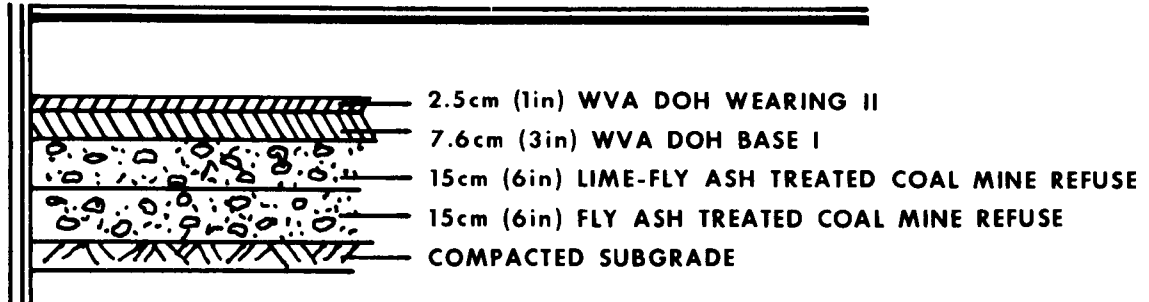 2.5cm (1in) WVA DOH WEARING II
7.6cm (3in) WVA DOH BASE I
15cm (6in) LIME-FLY ASH TREATED COAL MINE REFUSE
15cm (6in) FLY ASH TREATED COAL MINE REFUSE
COMPACTED SUBGRADE